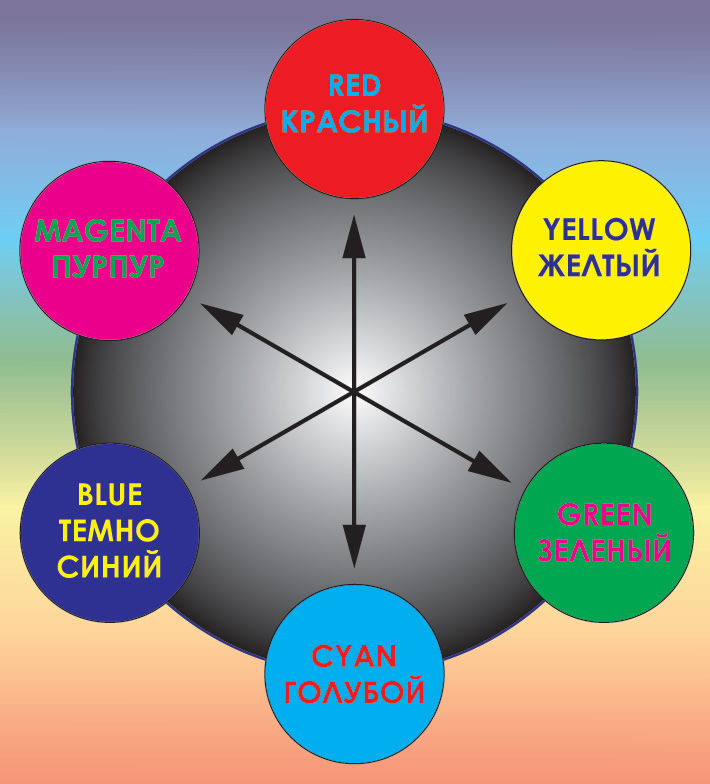 RED
КРАСНЫЙ
MAGENTA
ПУРПУР
YELLOW
ЖЕЛТЫЙ
BLUE
ТЕМНО
СИНИЙ
GREEN
ЗЕЛЕНЫЙ
CYAN
ГОЛУБОЙ